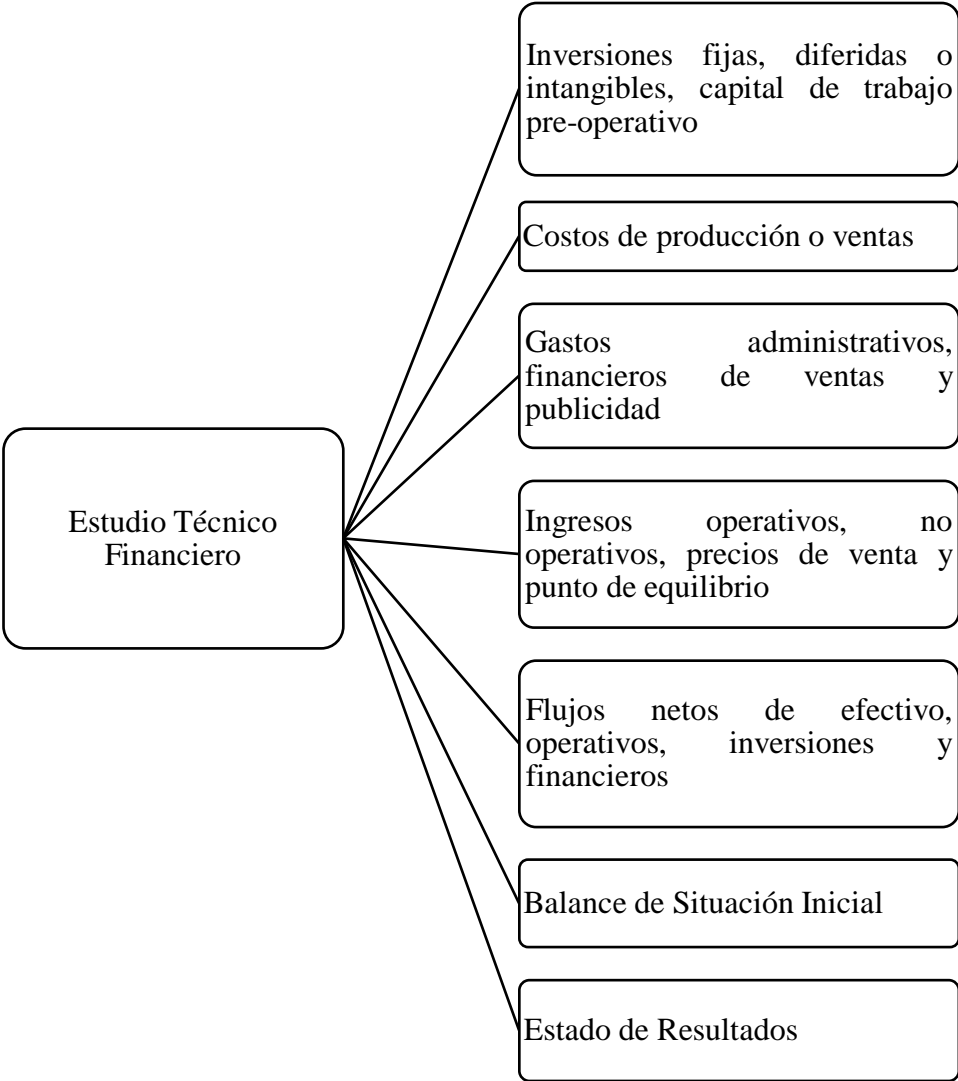 Inversiones fijas, diferidas o
intangibles, capital de trabajo
pre-operativo
Costos de producción o ventas
Gastos administrativos,
financieros de ventas y
publicidad
Estudio Técnico
Financiero
Ingresos operativos, no
operativos, precios de venta y
punto de equilibrio
Flujos netos de efectivo,
operativos, inversiones y
financieros
Balance de Situación Inicial
Estado de Resultados